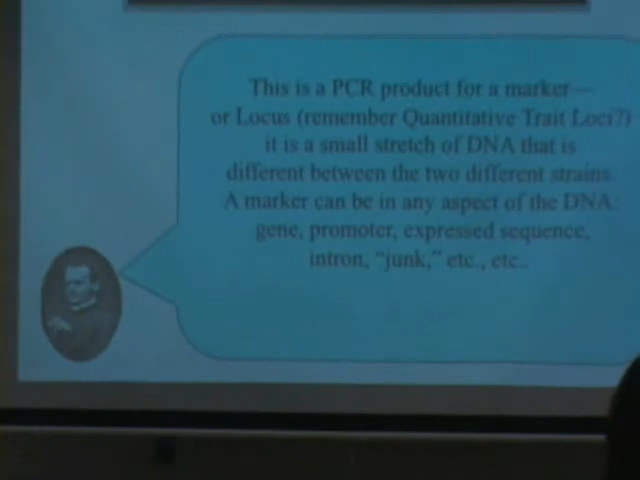 This is a PCR product for a marker—
or Locus (remember Quantitative Trait Loci?)
it is a small stretch of DNA that is
different between the two different strains.
A marker can be in any aspect of the DNA:
gene, promoter, expressed sequence,
intron, “junk,” etc., etc..